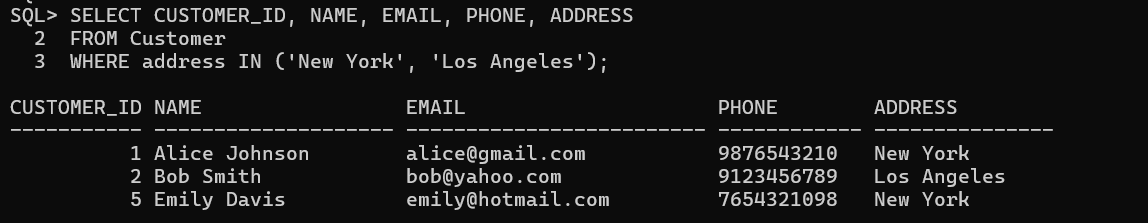 SQL> SELECT CUSTOMER_ID, NAME, EMAIL, PHONE, ADDRESS
  2  FROM Customer
  3  WHERE address IN ('New York', 'Los Angeles');
CUSTOMER_ID NAME                 EMAIL                     PHONE        ADDRESS
----------- -------------------- ------------------------- ------------ ---------------
          1 Alice Johnson        alice@gmail.com           9876543210   New York
          2 Bob Smith            bob@yahoo.com             9123456789   Los Angeles
          5 Emily Davis          emily@hotmail.com         7654321098   New York